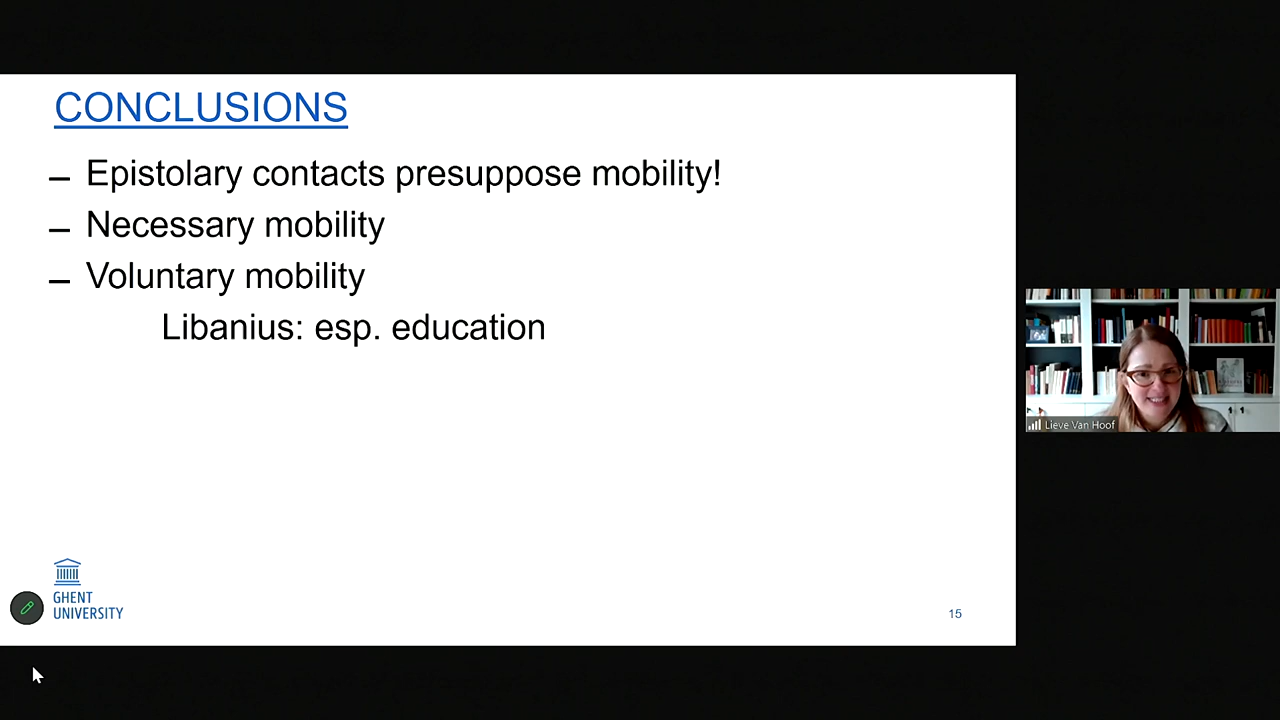 CONCLUSIONS
– Epistolary contacts presuppose mobility!
– Necessary mobility
– Voluntary mobility
Libanius: esp. education
Lieve Van Hoof
GHENT
UNIVERSITY
15